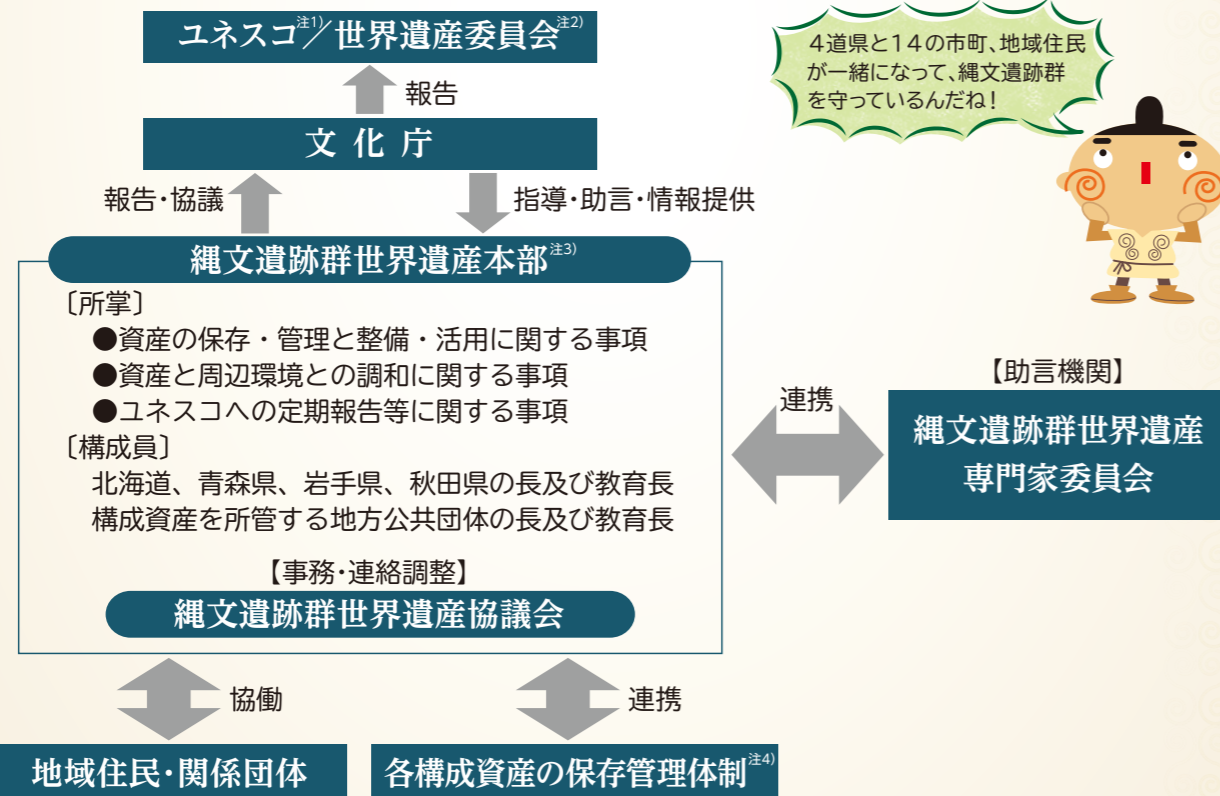 ユネスコ注1)／世界遺産委員会注2)
報告
文化庁
報告・協議
指導・助言・情報提供
縄文遺跡群世界遺産本部注3)
〔所掌〕
●資産の保存・管理と整備・活用に関する事項
●資産と周辺環境との調和に関する事項
●ユネスコへの定期報告等に関する事項
〔構成員〕
北海道、青森県、岩手県、秋田県の長及び教育長
構成資産を所管する地方公共団体の長及び教育長
【事務・連絡調整】
縄文遺跡群世界遺産協議会
協働
連携
地域住民・関係団体
各構成資産の保存管理体制注4)
連携
【助言機関】
縄文遺跡群世界遺産
専門家委員会
4道県と14の市町、地域住民
が一緒になって、縄文遺跡群
を守っているんだね！